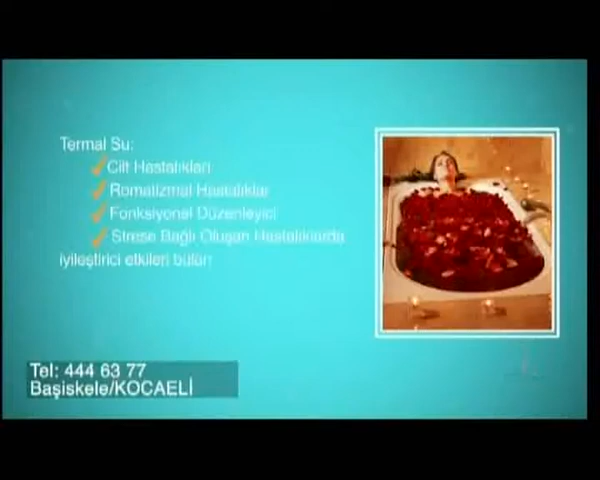 Termal Su:
Cilt Hastalıkları
Romatizmal Hastalıklar
Fonksiyonel Düzenleyici
Strese Bağlı Oluşan Hastalıklarda
iyileştirici etkileri bulun
Tel: 444 63 77
Başiskele/KOCAELİ